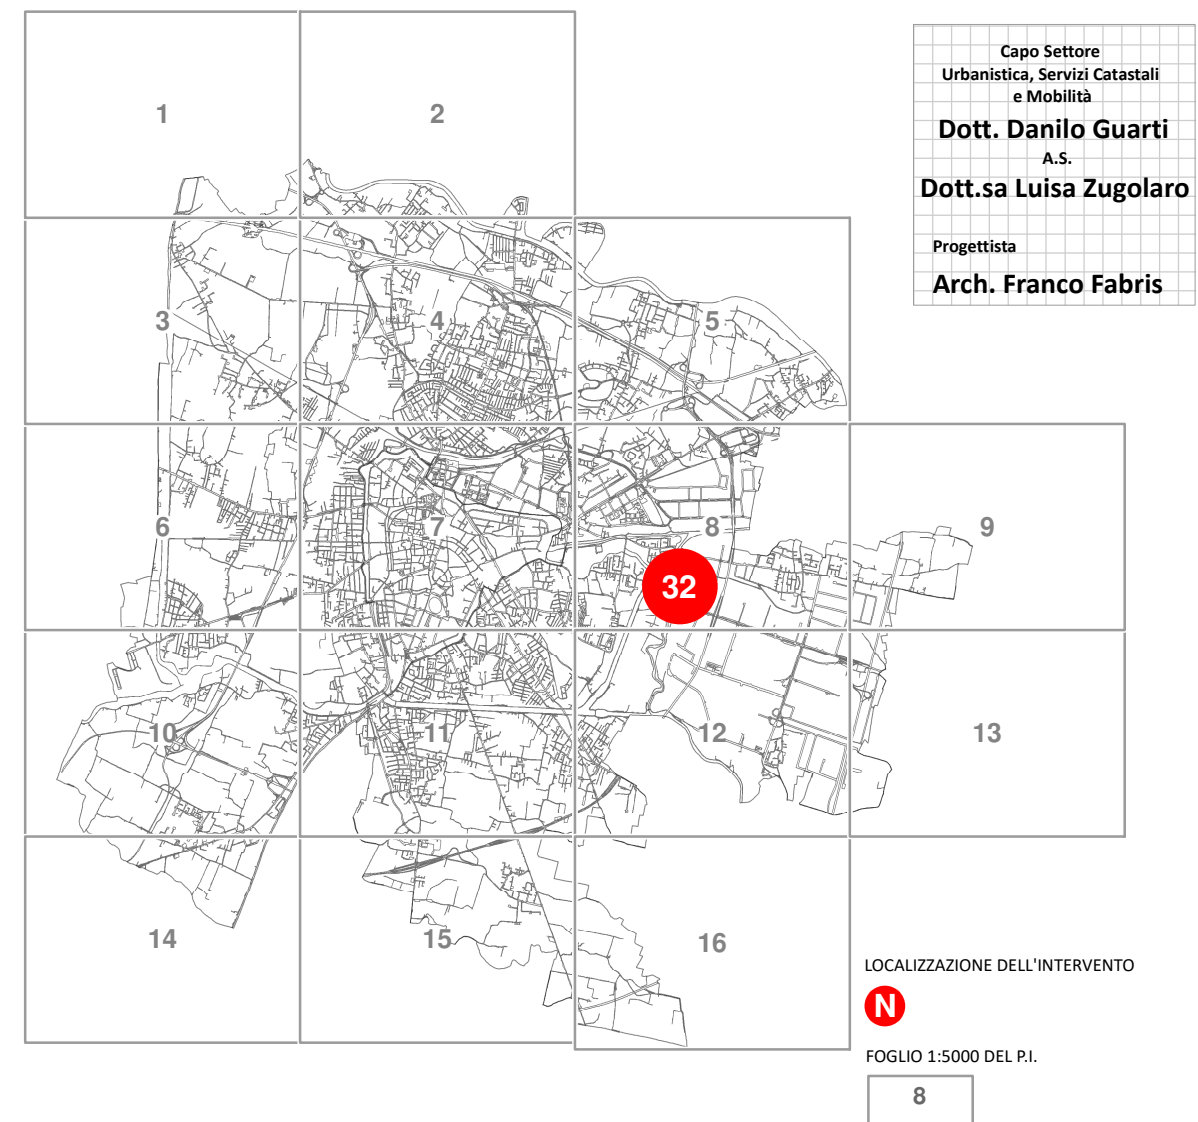 1
2
Capo Settore
Urbanistica, Servizi Catastali
e Mobilità
Dott. Danilo Guarti
A.S.
Dott.sa Luisa Zugolaro
Progettista
Arch. Franco Fabris
3
4
5
6
7
8
9
32
10
11
12
13
14
15
16
LOCALIZZAZIONE DELL'INTERVENTO
N
FOGLIO 1:5000 DEL P.I.
8